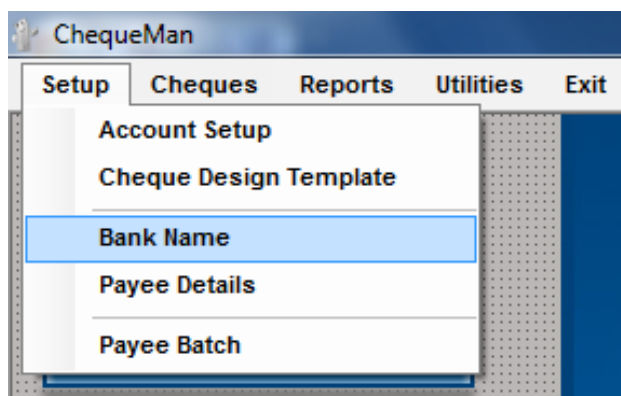 ChequeMan
Setup Cheques Reports Utilities Exit
Account Setup
Cheque Design Template
Bank Name
Payee Details
Payee Batch